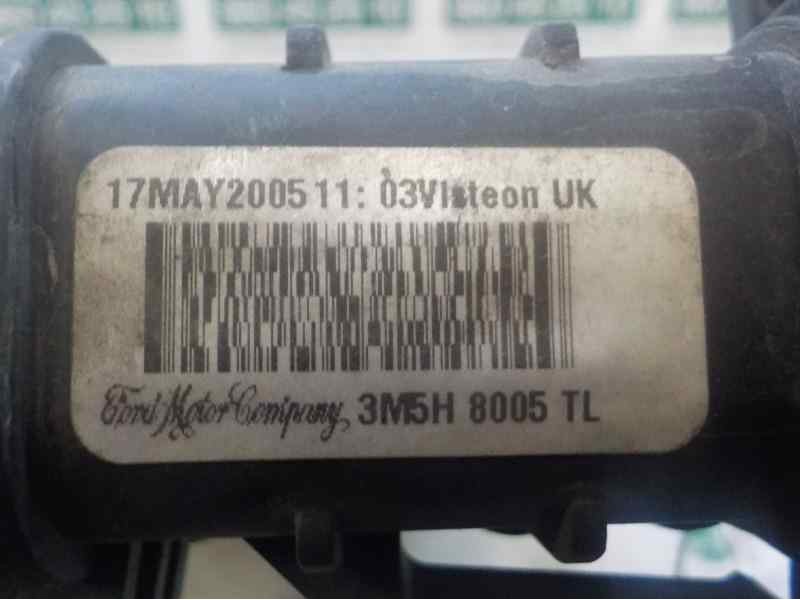 17MAY2005 11: 03Visteon UK
Ford Motor Company 3M5H 8005 TL